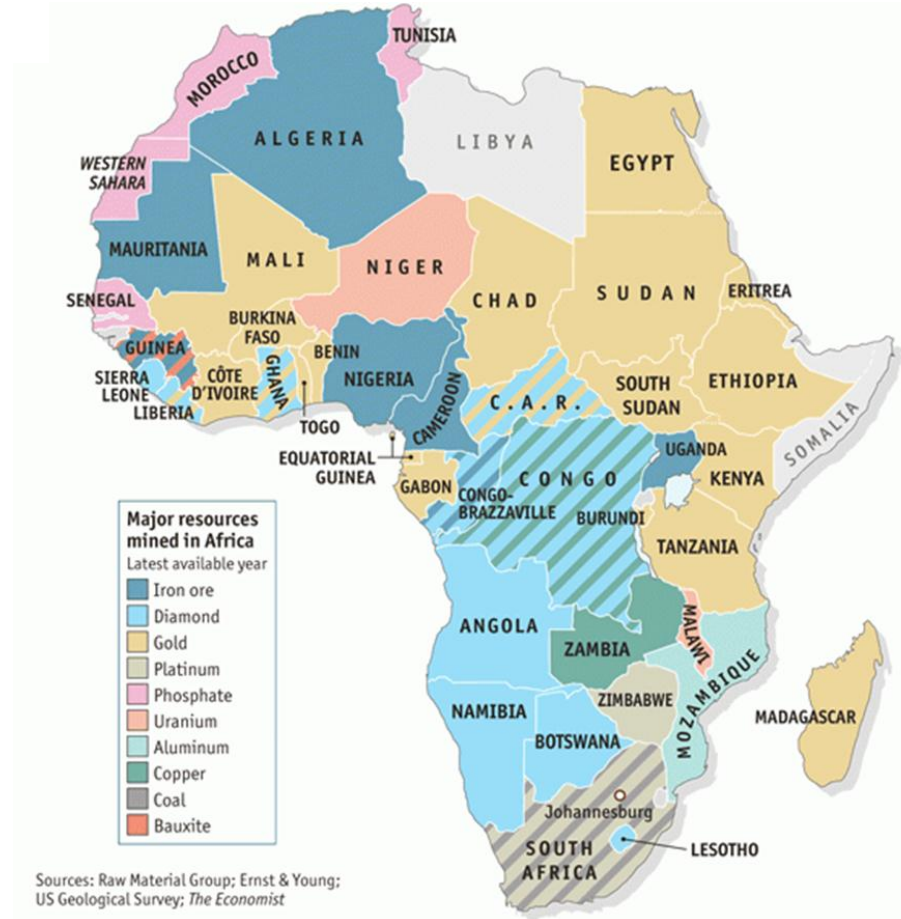 TUNISIA
MOROCCO
ALGERIA
LIBYA
EGYPT
WESTERN
SAHARA
MAURITANIA
MALI
NIGER
CHAD
SUDAN
ERITREA
SENEGAL
BURKINA
FASO
GUINEA
BENIN
NIGERIA
CÔTE
D'IVOIRE
GHANA
SIERRA
LEONE
LIBERIA
TOGO
CAMEROON
C.A.R.
SOUTH
SUDAN
ETHIOPIA
SOMALIA
EQUATORIAL
GUINEA
GABON
CONGO-
BRAZZAVILLE
CONGO
UGANDA
KENYA
BURUNDI
TANZANIA
ANGOLA
ZAMBIA
MALAWI
MOZAMBIQUE
ZIMBABWE
NAMIBIA
BOTSWANA
MADAGASCAR
Johannesburg
SOUTH
AFRICA
LESOTHO
Major resources
mined in Africa
Latest available year
Iron ore
Diamond
Gold
Platinum
Phosphate
Uranium
Aluminum
Copper
Coal
Bauxite
Sources: Raw Material Group; Ernst & Young;
US Geological Survey; The Economist